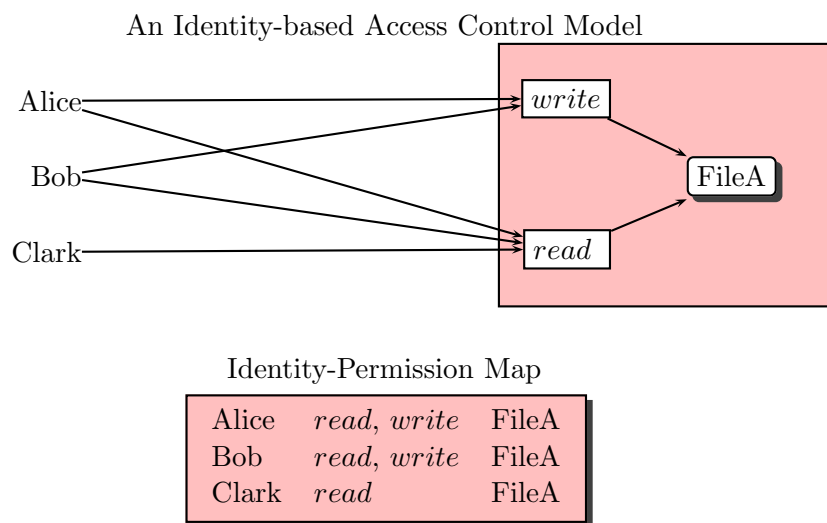 An Identity-based Access Control Model
Alice
write
Bob
FileA
Clark
read
Identity-Permission Map
Alice read, write FileA
Bob read, write FileA
Clark read FileA